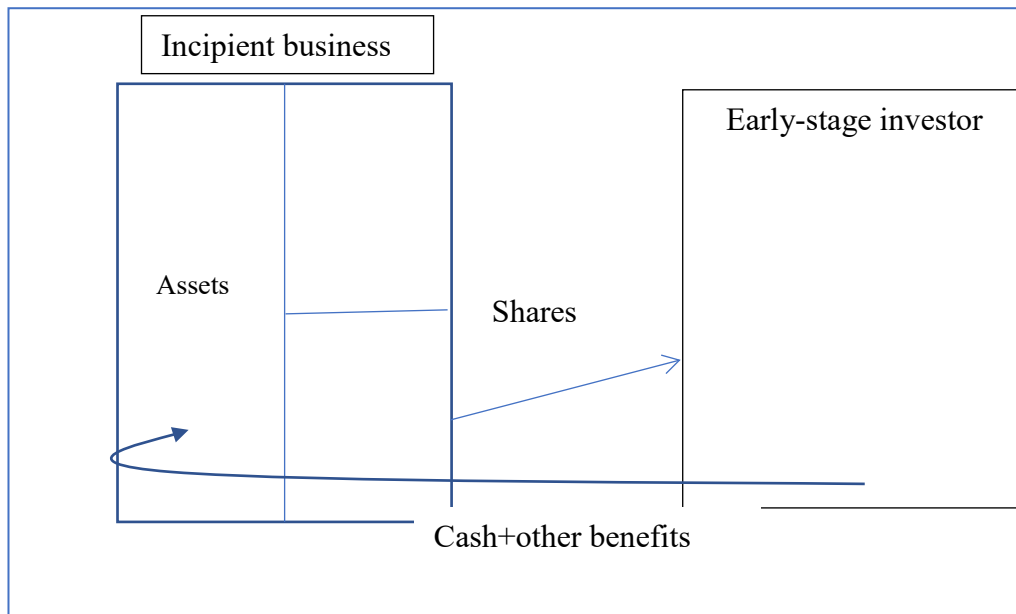 Incipient business
Early-stage investor
Assets
Shares
Cash+other benefits